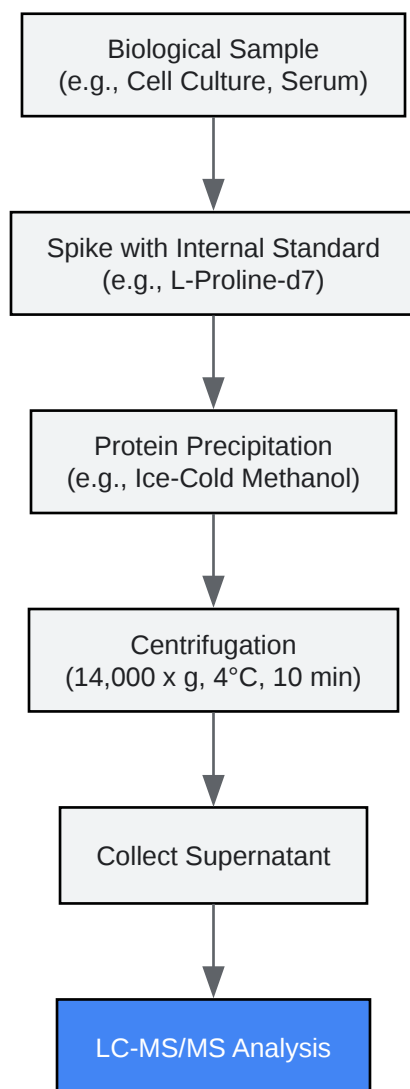 Biological Sample
(e.g., Cell Culture, Serum)
Spike with Internal Standard
(e.g., L-Proline-d7)
Protein Precipitation
(e.g., Ice-Cold Methanol)
Centrifugation
(14,000 x g, 4°C, 10 min)
Collect Supernatant
LC-MS/MS Analysis